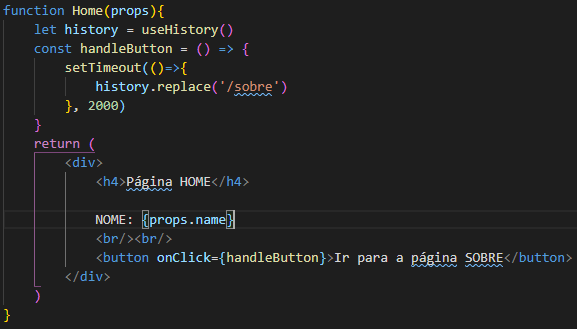 function Home(props){
let history = useHistory()
const handleButton = () => {
setTimeout(()=>{
history.replace('/sobre')
}, 2000)
}
return (
<div>
<h4>Página HOME</h4>
NOME: {props.name}
<br/><br/>
<button onClick={handleButton}>Ir para a página SOBRE</button>
</div>
)
}